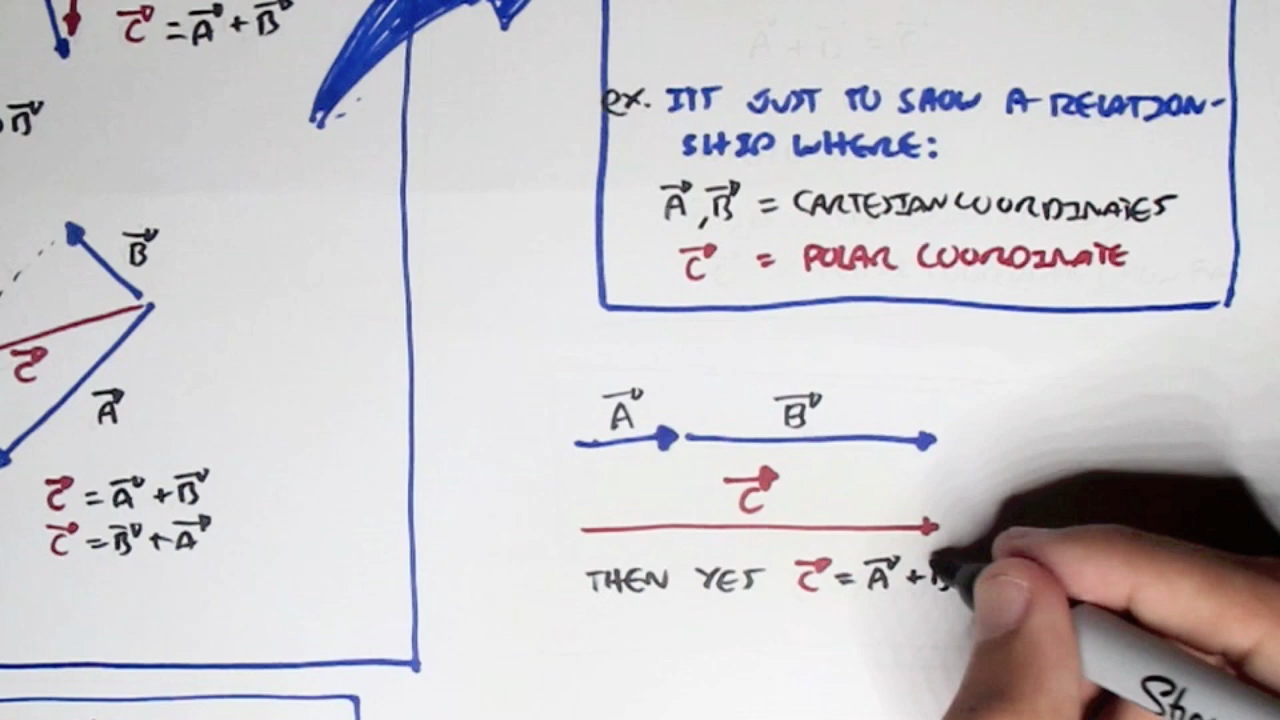 C = A + B
B
B
C
A
C = A + B
C = B + A
ex. IT'S JUST TO SHOW A RELATION-
SHIP WHERE:
A, B = CARTESIAN COORDINATES
C = POLAR COORDINATE
A
B
C
THEN YES C = A + B